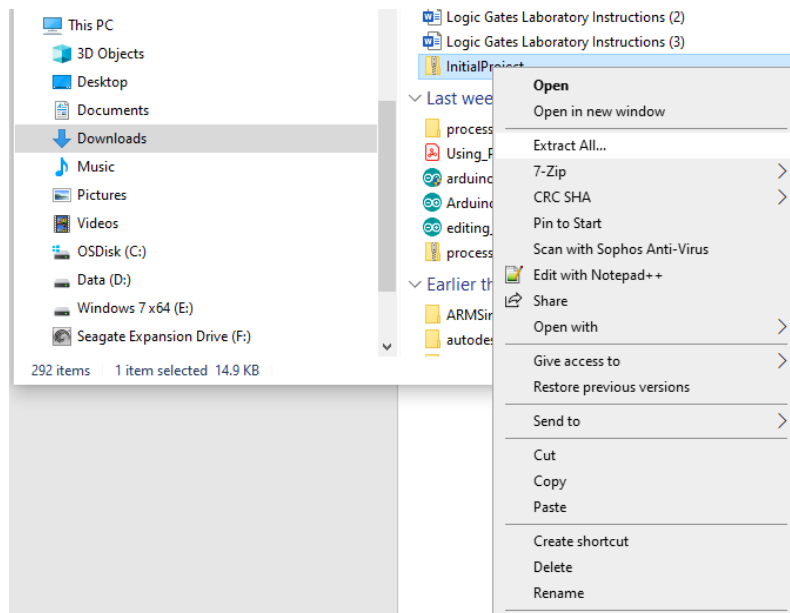 This PC
3D Objects
Desktop
Documents
Downloads
Music
Pictures
Videos
OSDisk (C:)
Data (D:)
Windows 7 x64 (E:)
Seagate Expansion Drive (F:)
292 items 1 item selected 14.9 KB
Logic Gates Laboratory Instructions (2)
Logic Gates Laboratory Instructions (3)
InitialProject
Last wee
process
Using_
arduino
Arduino
editing_
process
Earlier th
ARMSi
autodes
Open
Open in new window
Extract All...
7-Zip
CRC SHA
Pin to Start
Scan with Sophos Anti-Virus
Edit with Notepad++
Share
Open with
Give access to
Restore previous versions
Send to
Cut
Copy
Paste
Create shortcut
Delete
Rename